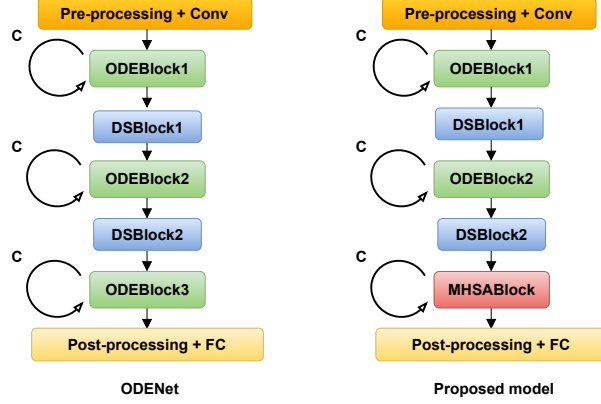 Pre-processing + Conv
C
ODEBlock1
DSBlock1
C
ODEBlock2
DSBlock2
C
ODEBlock3
Post-processing + FC
ODENet
Pre-processing + Conv
C
ODEBlock1
DSBlock1
C
ODEBlock2
DSBlock2
C
MHSABlock
Post-processing + FC
Proposed model